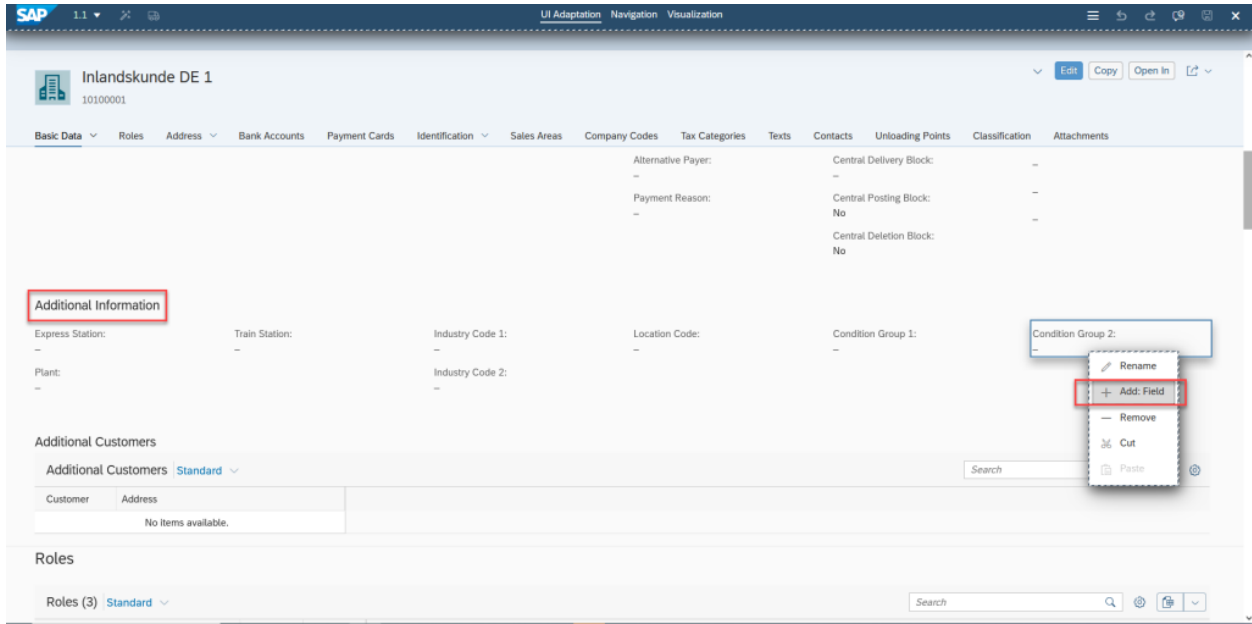 SAP 1.1 UI Adaptation Navigation Visualization
Inlandskunde DE 1
10100001
Edit Copy Open In
Basic Data Roles Address Bank Accounts Payment Cards Identification Sales Areas Company Codes Tax Categories Texts Contacts Unloading Points Classification Attachments
Alternative Payer: Central Delivery Block:
– – –
Payment Reason: Central Posting Block: –
– No –
Central Deletion Block:
No
Additional Information
Express Station: Train Station: Industry Code 1: Location Code: Condition Group 1: Condition Group 2:
– – – – – –
Plant: Industry Code 2:
– –
Rename
Add: Field
Remove
Cut
Paste
Additional Customers
Additional Customers Standard Search
Customer Address
No items available.
Roles
Roles (3) Standard Search